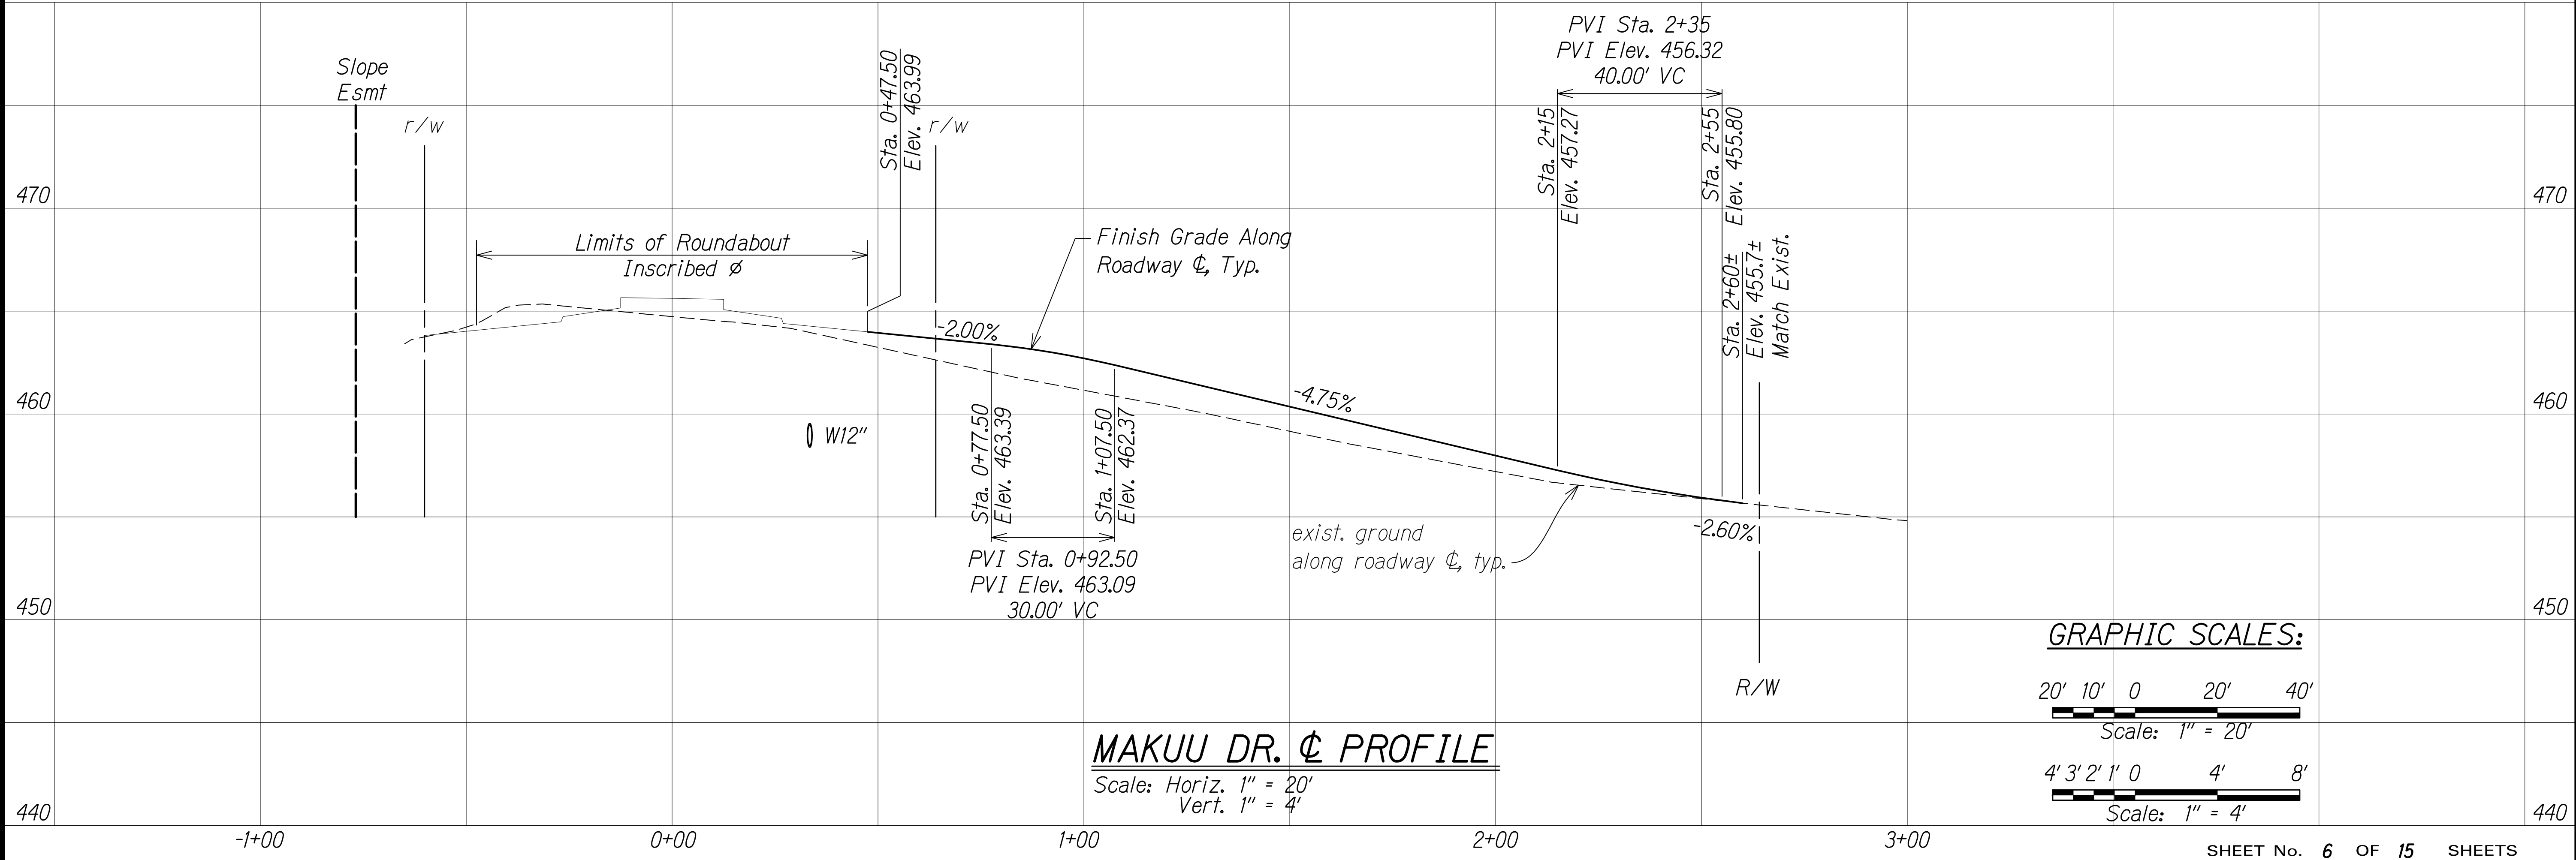 PVI Sta. 2+35
PVI Elev. 456.32
40.00' VC
Slope
Esmt
r/w
Sta. 0+47.50
Elev. 463.99
r/w
Sta. 2+15
Elev. 457.27
Sta. 2+55
Elev. 455.80
470
470
Limits of Roundabout
Inscribed ø
Finish Grade Along
Roadway ℄, Typ.
Sta. 2+60±
Elev. 455.7±
Match Exist.
-2.00%
-4.75%
460
460
W12"
Sta. 0+77.50
Elev. 463.39
Sta. 1+07.50
Elev. 462.37
exist. ground
along roadway ℄, typ.
-2.60%
PVI Sta. 0+92.50
PVI Elev. 463.09
30.00' VC
450
450
R/W
GRAPHIC SCALES:
20' 10' 0 20' 40'
Scale: 1" = 20'
4' 3' 2' 1' 0 4' 8'
Scale: 1" = 4'
MAKUU DR. ℄ PROFILE
Scale: Horiz. 1" = 20'
Vert. 1" = 4'
440
440
-1+00 0+00 1+00 2+00 3+00
SHEET No. 6 OF 15 SHEETS